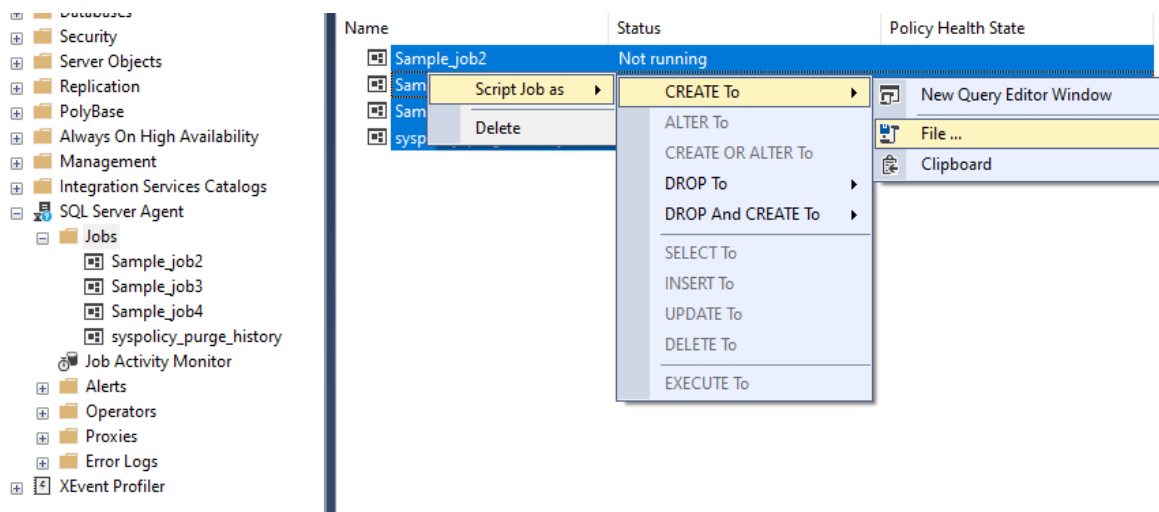 Security
Server Objects
Replication
PolyBase
Always On High Availability
Management
Integration Services Catalogs
SQL Server Agent
Jobs
Sample_job2
Sample_job3
Sample_job4
syspolicy_purge_history
Job Activity Monitor
Alerts
Operators
Proxies
Error Logs
XEvent Profiler
Name Status Policy Health State
Sample_job2 Not running
Sam
Sam
sysp
Script Job as
Delete
CREATE To
ALTER To
CREATE OR ALTER To
DROP To
DROP And CREATE To
SELECT To
INSERT To
UPDATE To
DELETE To
EXECUTE To
New Query Editor Window
File ...
Clipboard